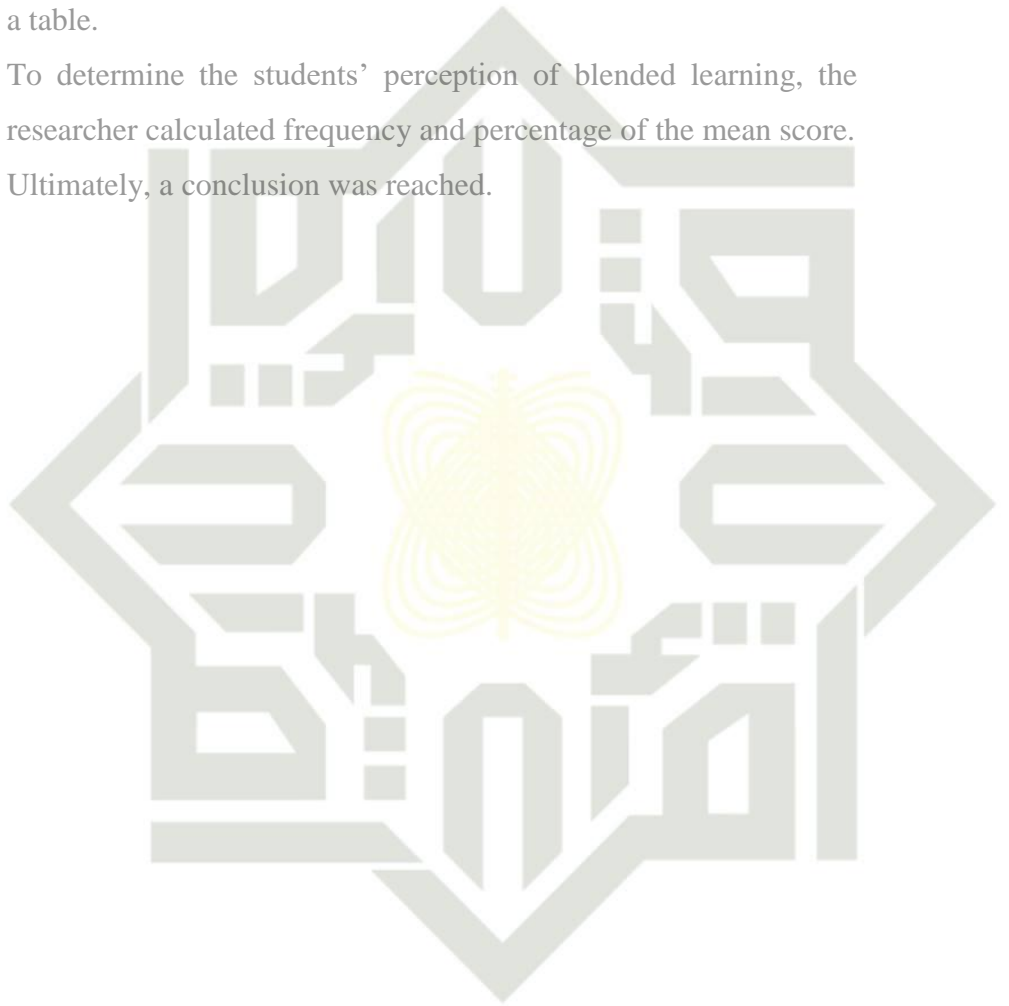 a table.
To determine the students’ perception of blended learning, the
researcher calculated frequency and percentage of the mean score.
Ultimately, a conclusion was reached.